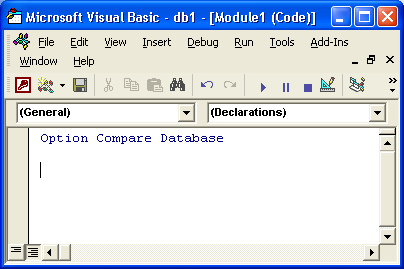 Microsoft Visual Basic - db1 - [Module1 (Code)]
File Edit View Insert Debug Run Tools Add-Ins
Window Help
(General) (Declarations)
Option Compare Database